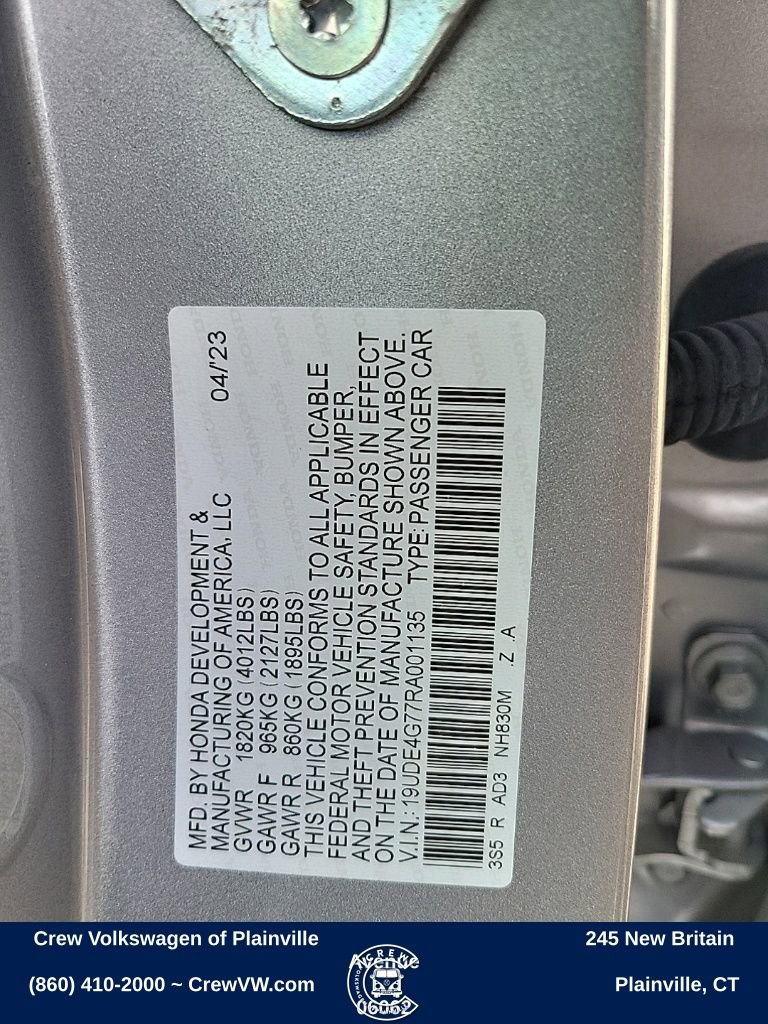 MFD. BY HONDA DEVELOPMENT &
MANUFACTURING OF AMERICA, LLC 04/'23
GVWR 1820KG (4012LBS)
GAWR F 965KG (2127LBS)
GAWR R 860KG (1895LBS)
THIS VEHICLE CONFORMS TO ALL APPLICABLE
FEDERAL MOTOR VEHICLE SAFETY, BUMPER,
AND THEFT PREVENTION STANDARDS IN EFFECT
ON THE DATE OF MANUFACTURE SHOWN ABOVE.
V.I.N.: 19UDE4G77RA001135 TYPE: PASSENGER CAR
3S5 R AD3 NH830M .Z .A
Crew Volkswagen of Plainville
(860) 410-2000 ~ CrewVW.com
245 New Britain
Avenue
Plainville, CT
06062